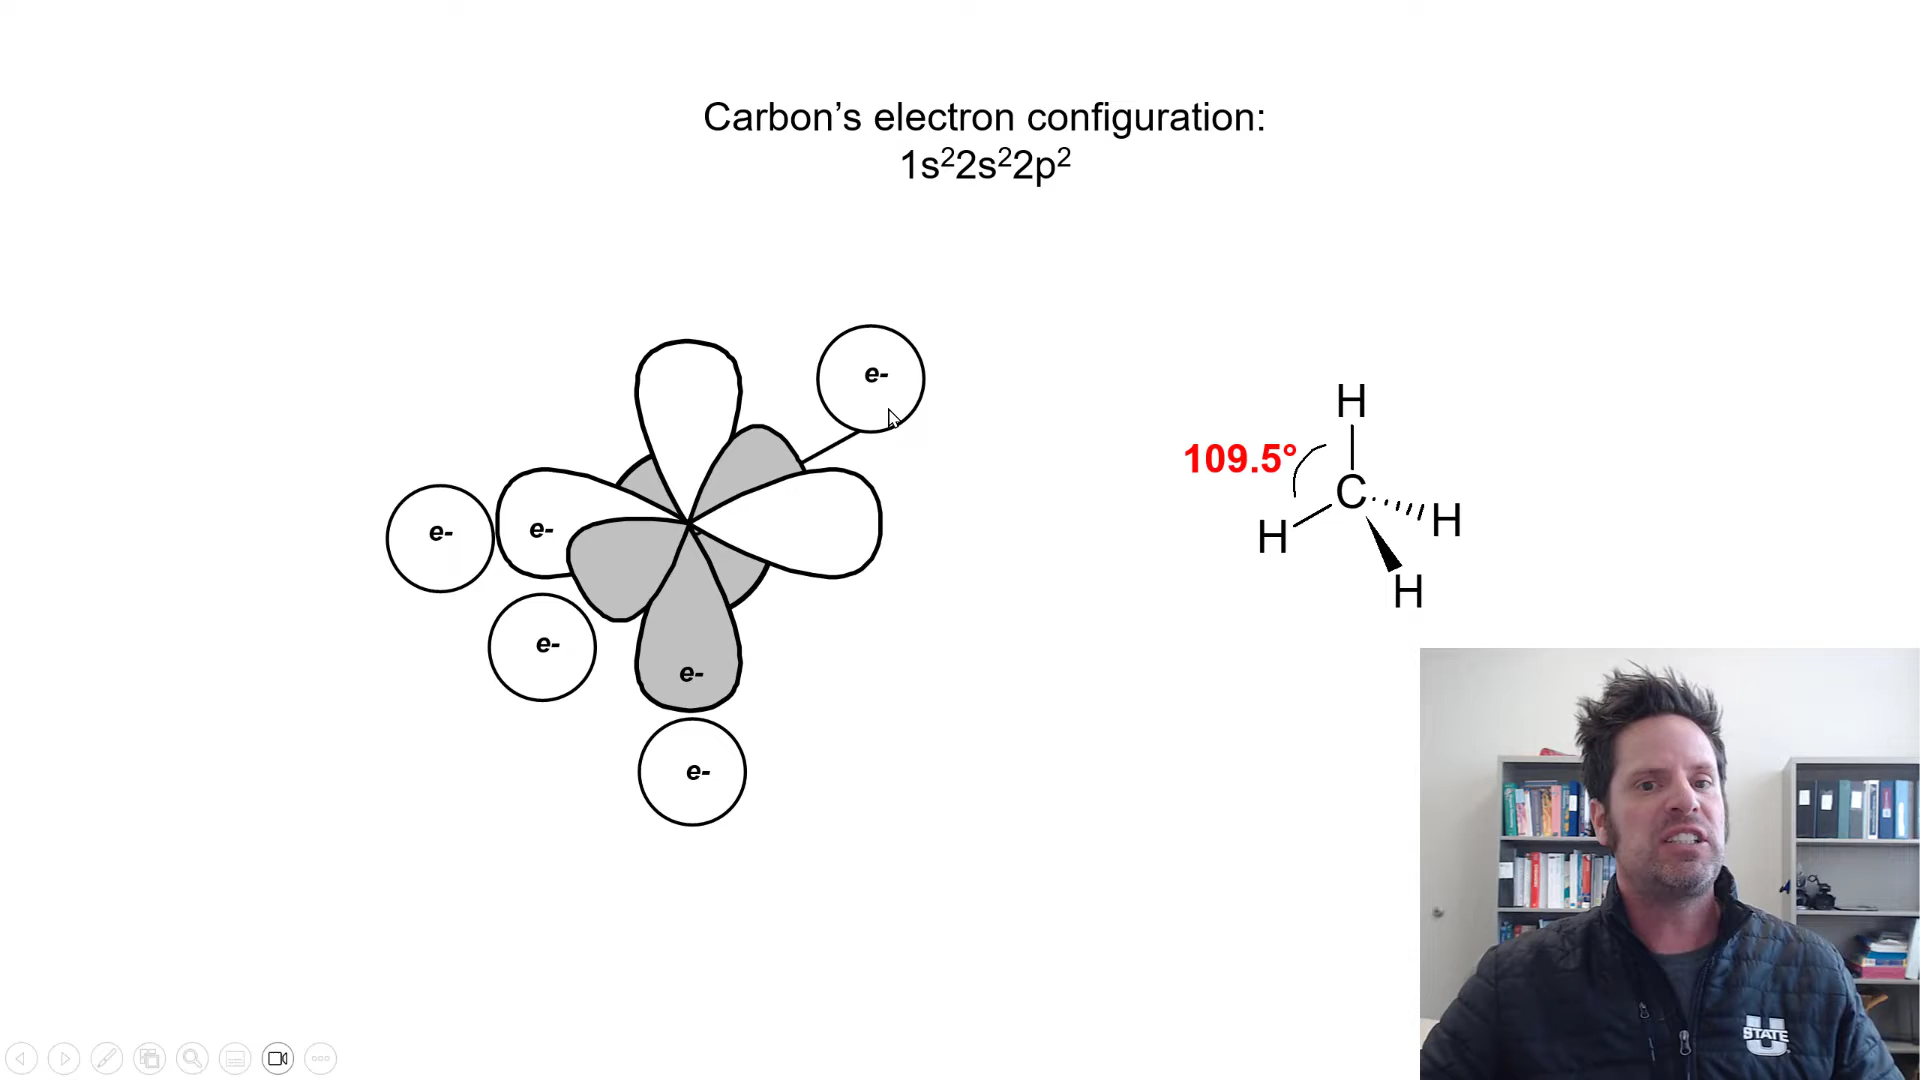 Carbon’s electron configuration:
1s²2s²2p²
e-
e-
e-
e-
e-
e-
H
109.5°
C
H
H
H
STATE
U